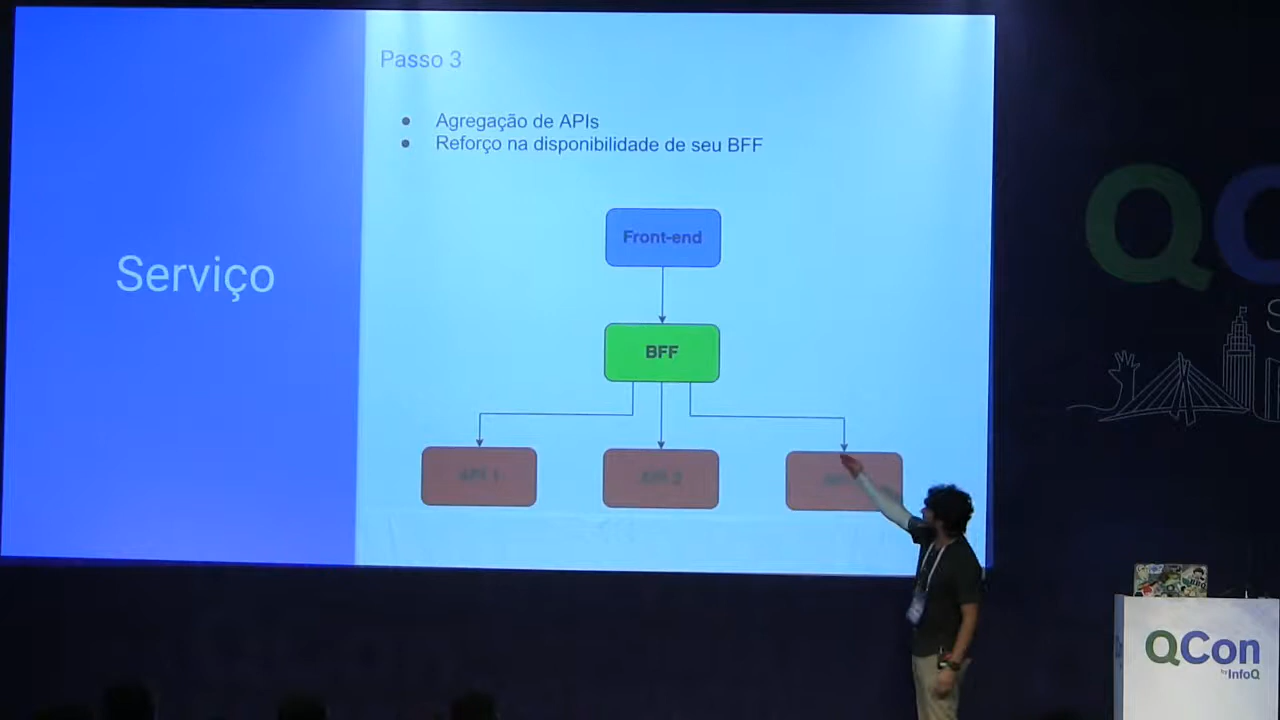 Passo 3
Agregação de APIs
Reforço na disponibilidade de seu BFF
Serviço
Front-end
BFF
API 1
API 2
QC
S
QCon
by InfoQ